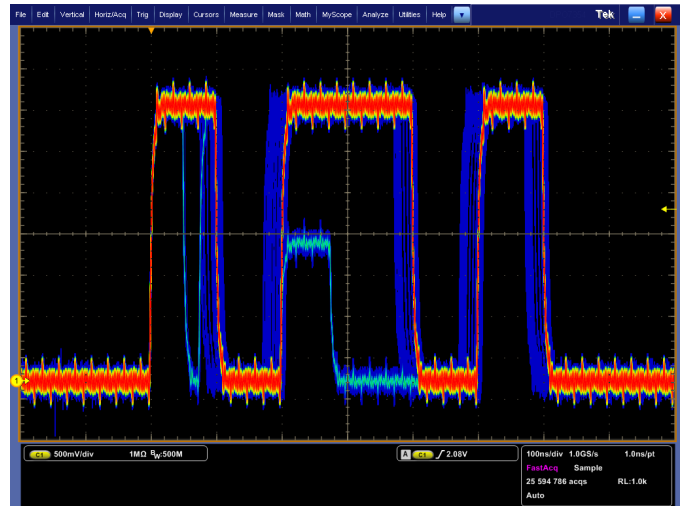 File Edit Vertical Horiz/Acq Trig Display Cursors Measure Mask Math MyScope Analyze Utilities Help Tek
1
C1 500mV/div 1MΩ BW:500M
A C1 2.08V
100ns/div 1.0GS/s 1.0ns/pt
FastAcq Sample
25 594 786 acqs RL:1.0k
Auto